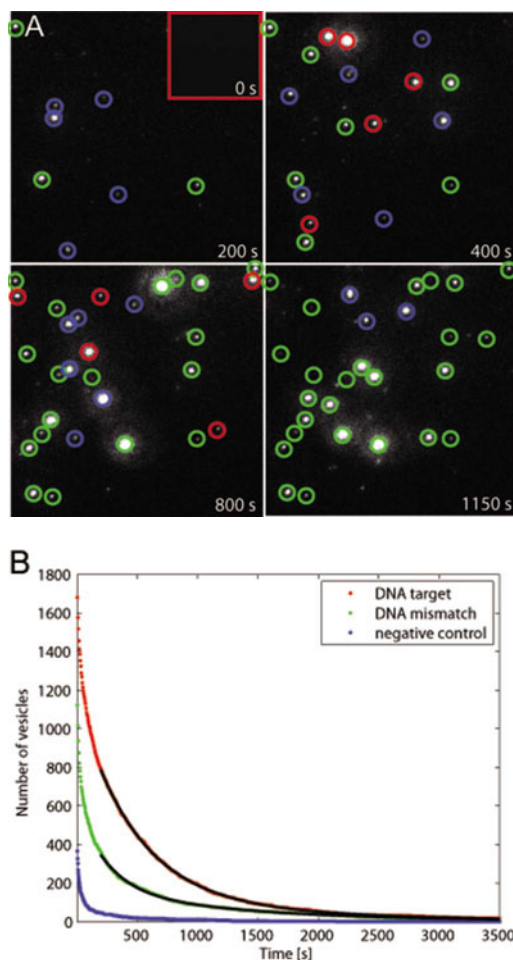 A
0 s
200 s
400 s
800 s
1150 s
B
1800
1600
1400
1200
1000
800
600
400
200
0
Number of vesicles
DNA target
DNA mismatch
negative control
500
1000
1500
2000
2500
3000
3500
Time [s]